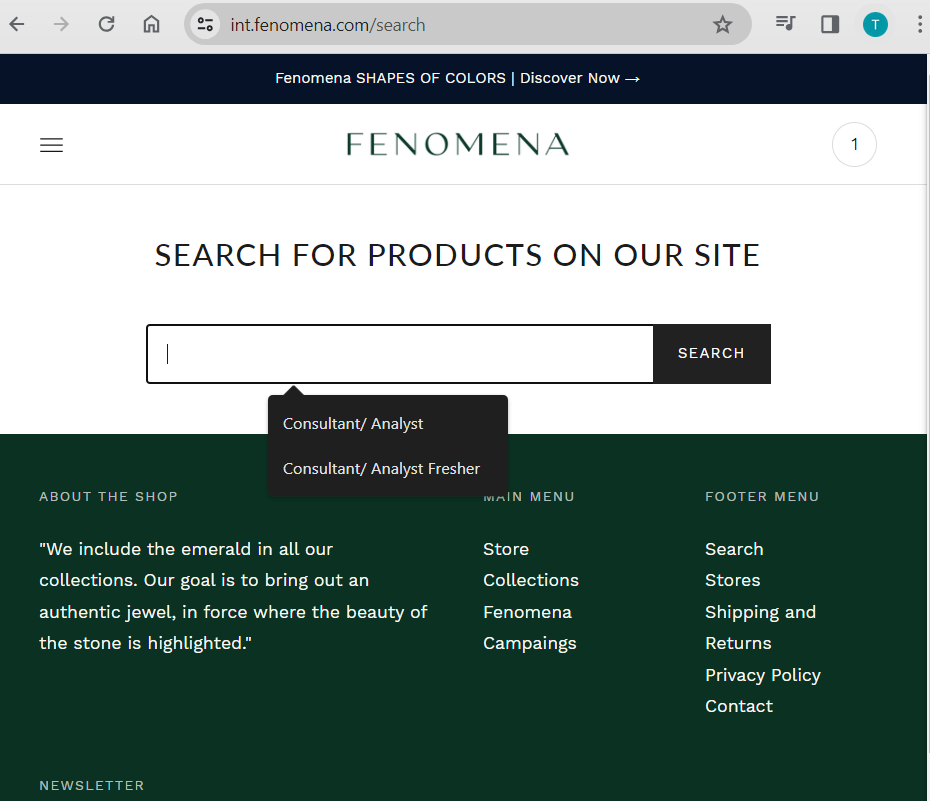 int.fenomena.com/search
T
Fenomena SHAPES OF COLORS | Discover Now →
FENOMENA
1
SEARCH FOR PRODUCTS ON OUR SITE
SEARCH
Consultant/ Analyst
Consultant/ Analyst Fresher
ABOUT THE SHOP
"We include the emerald in all our
collections. Our goal is to bring out an
authentic jewel, in force where the beauty of
the stone is highlighted."
MAIN MENU
Store
Collections
Fenomena
Campaings
FOOTER MENU
Search
Stores
Shipping and
Returns
Privacy Policy
Contact
NEWSLETTER